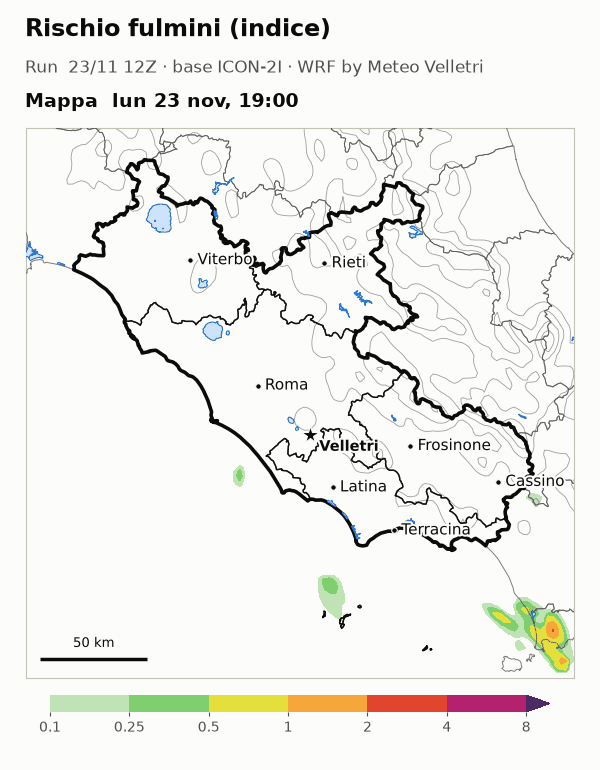 Rischio fulmini (indice)
Run  23/11 12Z · base ICON-2I · WRF by Meteo Velletri
Mappa  lun 23 nov, 19:00
Viterbo
Rieti
Roma
Velletri
Frosinone
Cassino
Latina
Terracina
50 km
0.1 0.25 0.5 1 2 4 8